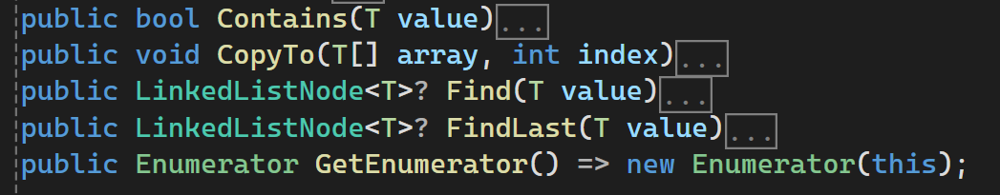 public bool Contains(T value)...
public void CopyTo(T[] array, int index)...
public LinkedListNode<T>? Find(T value)...
public LinkedListNode<T>? FindLast(T value)...
public Enumerator GetEnumerator() => new Enumerator(this);